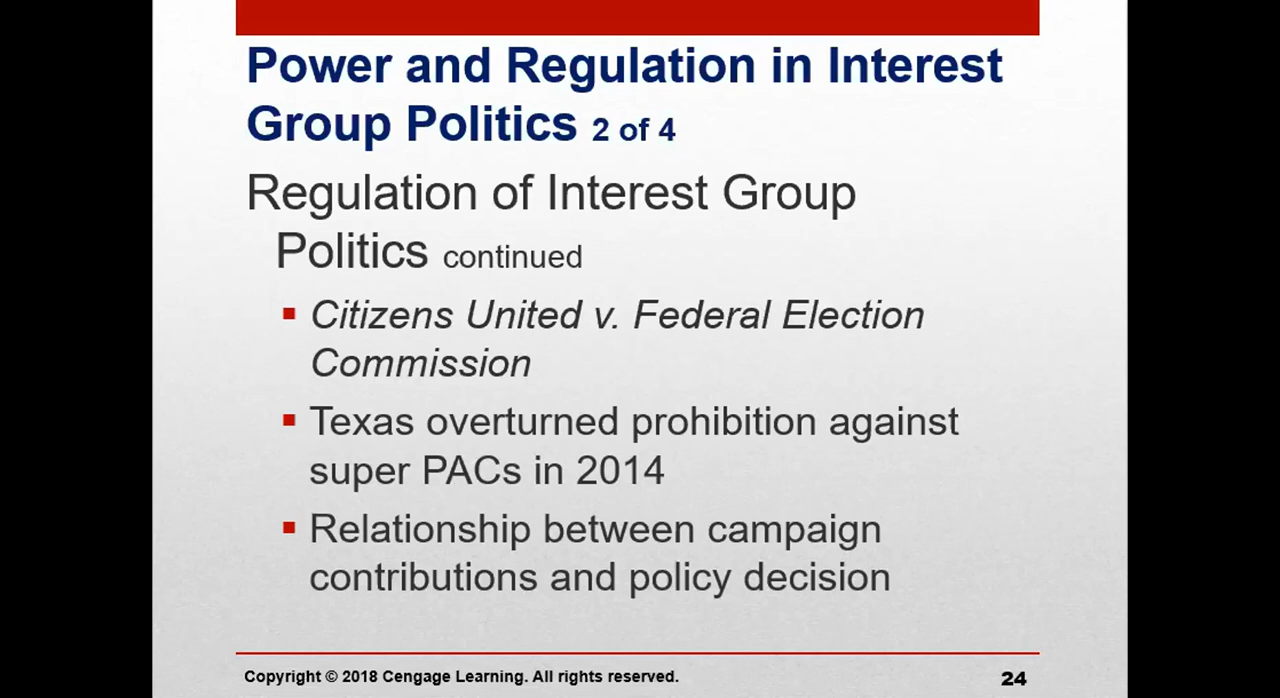 Power and Regulation in Interest
Group Politics 2 of 4
Regulation of Interest Group
Politics continued
▪ Citizens United v. Federal Election
Commission
▪ Texas overturned prohibition against
super PACs in 2014
▪ Relationship between campaign
contributions and policy decision
Copyright © 2018 Cengage Learning. All rights reserved.
24